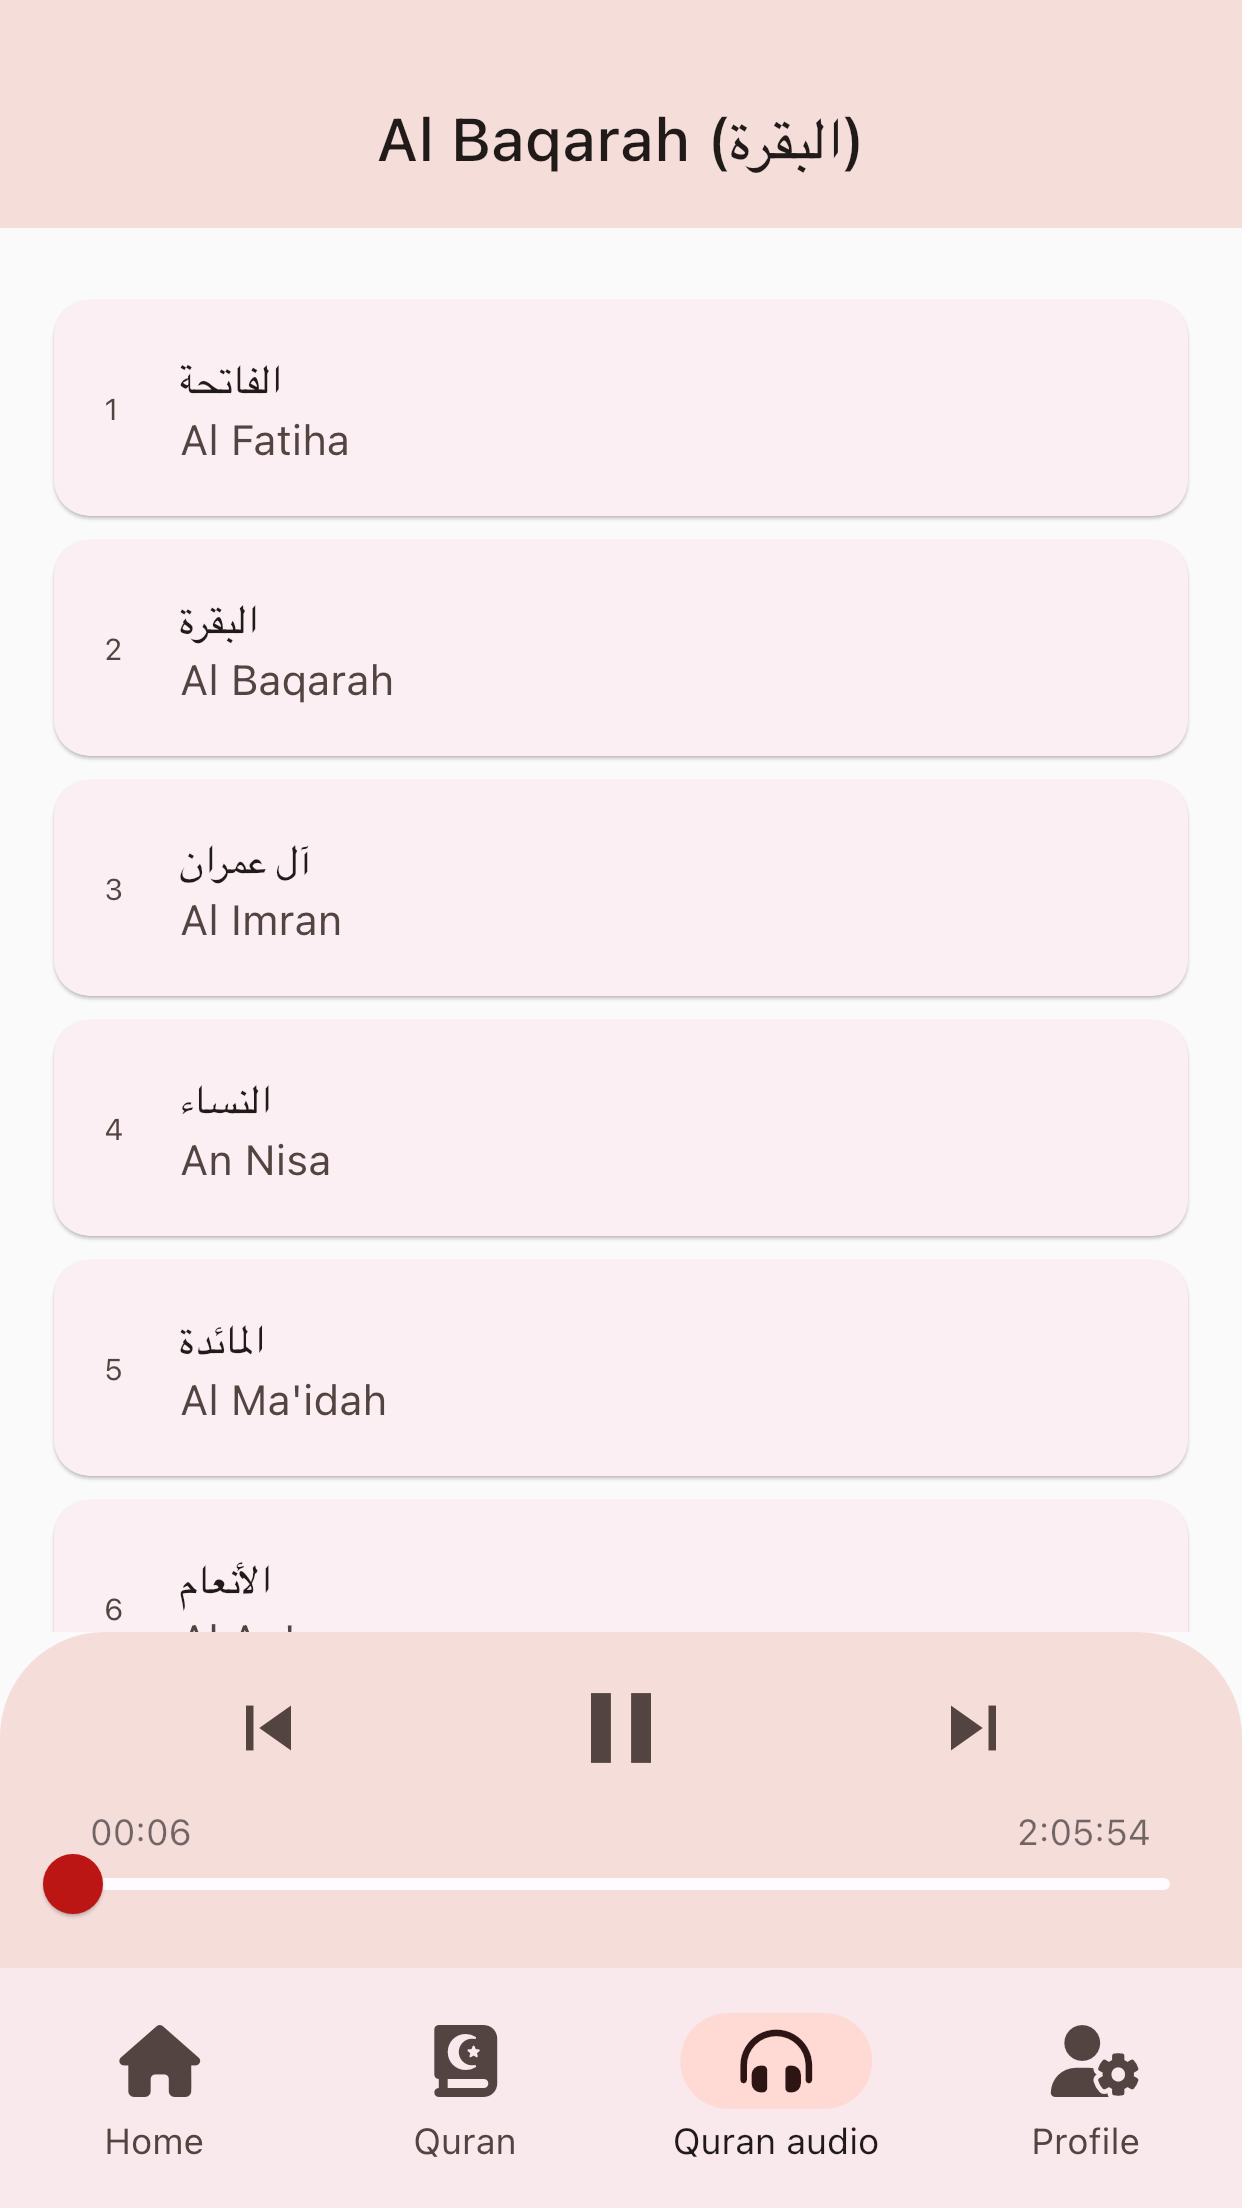 Al Baqarah (البقرة)
الفاتحة
1
Al Fatiha
البقرة
2
Al Baqarah
آل عمران
3
Al Imran
النساء
4
An Nisa
المائدة
5
Al Ma'idah
الأنعام
6
00:06
2:05:54
Home
Quran
Quran audio
Profile